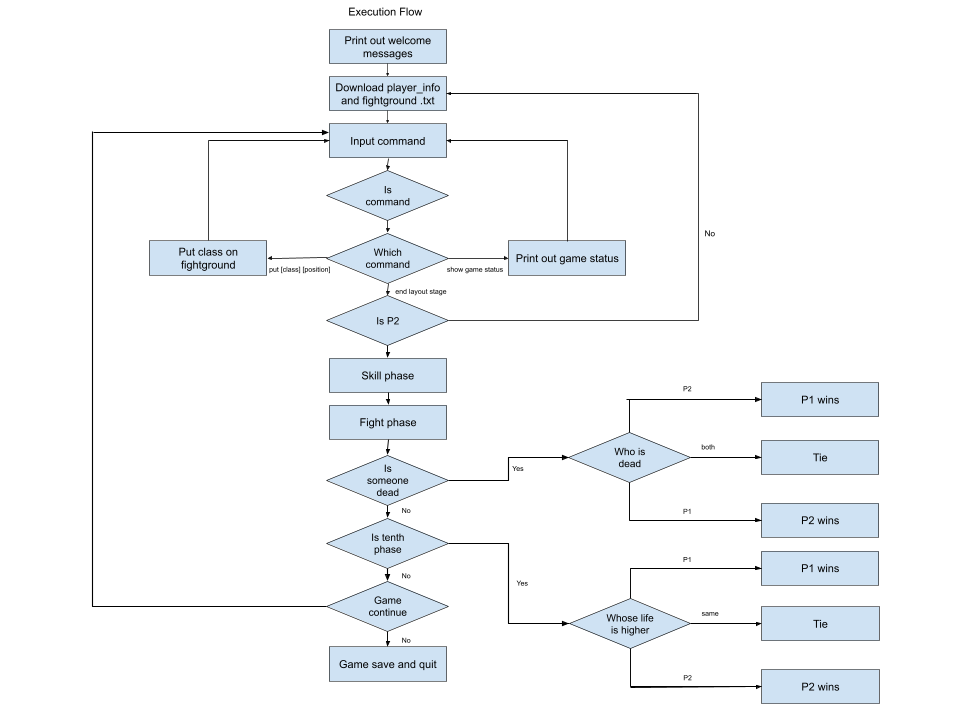 Execution Flow
Print out welcome
messages
Download player_info
and fightground .txt
Input command
Is
command
Which
command
Put class on
fightground
put [class] [position]
show game status
Print out game status
No
end layout stage
Is P2
Skill phase
Fight phase
Is
someone
dead
Yes
No
Who is
dead
P2
P1 wins
both
Tie
P1
P2 wins
Is tenth
phase
Yes
No
Game
continue
No
Game save and quit
Whose life
is higher
P1
P1 wins
same
Tie
P2
P2 wins